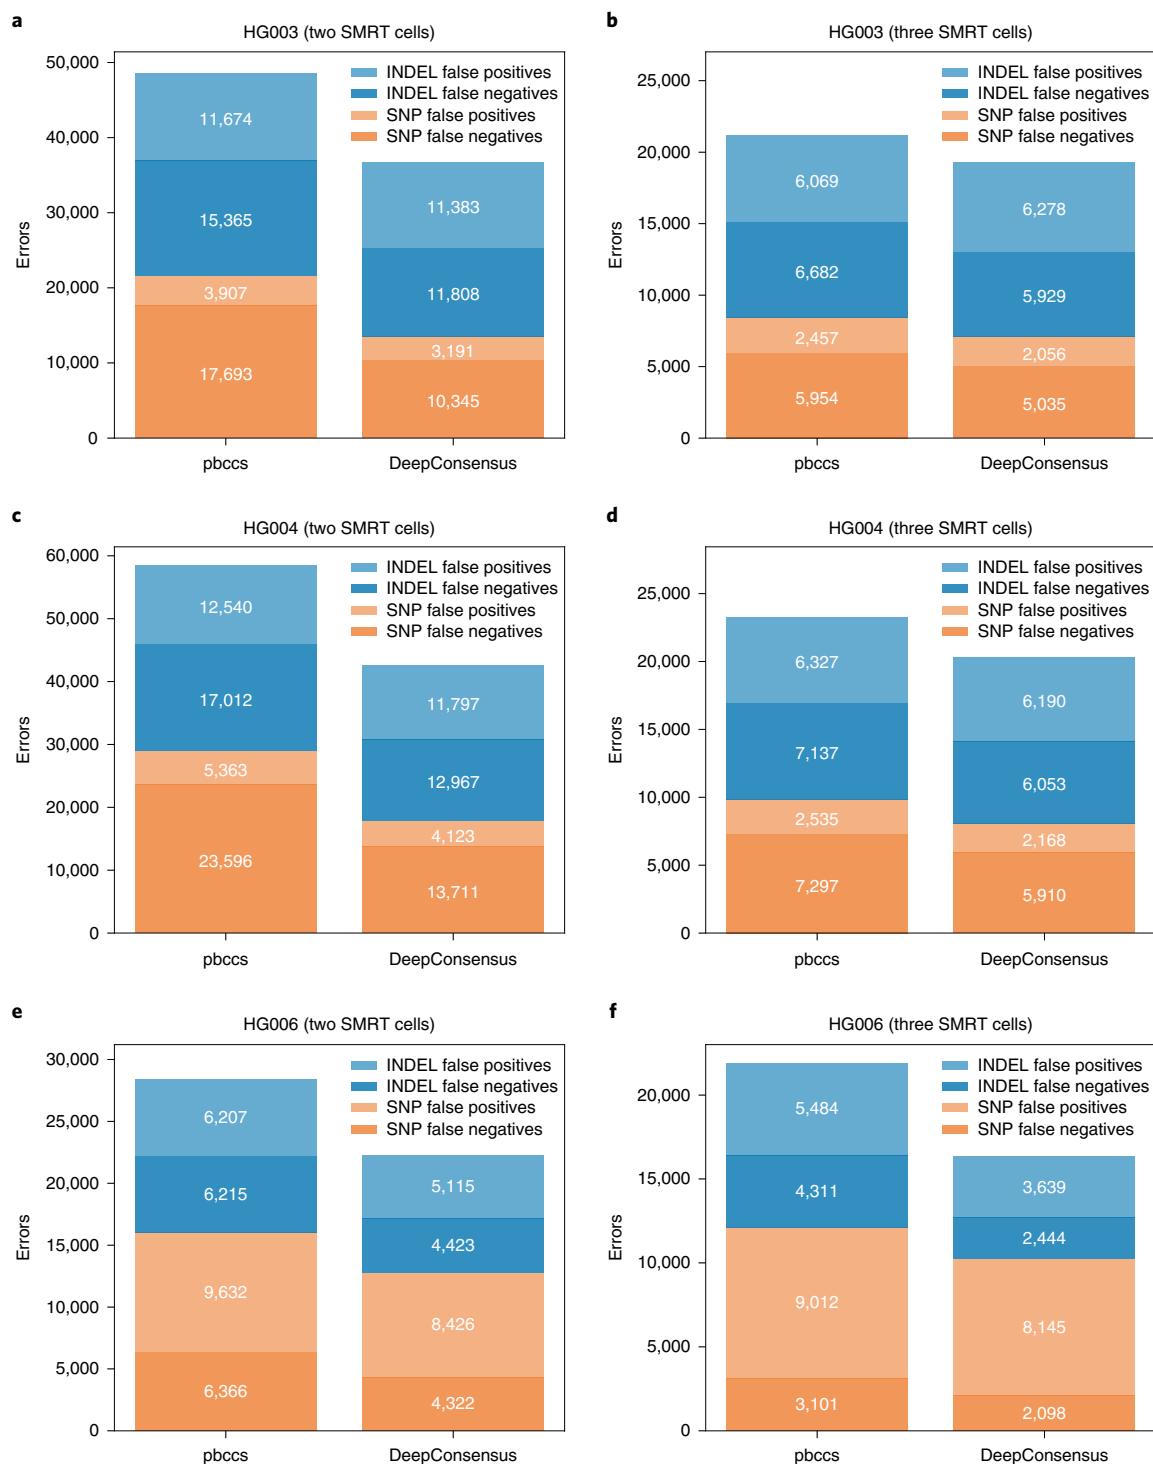 a
HG003 (two SMRT cells)
50,000
40,000
30,000
20,000
10,000
0
Errors
INDEL false positives
INDEL false negatives
SNP false positives
SNP false negatives
11,674
15,365
3,907
17,693
11,383
11,808
3,191
10,345
pbccs
DeepConsensus
b
HG003 (three SMRT cells)
25,000
20,000
15,000
10,000
5,000
0
Errors
INDEL false positives
INDEL false negatives
SNP false positives
SNP false negatives
6,069
6,682
2,457
5,954
6,278
5,929
2,056
5,035
pbccs
DeepConsensus
c
HG004 (two SMRT cells)
60,000
50,000
40,000
30,000
20,000
10,000
0
Errors
INDEL false positives
INDEL false negatives
SNP false positives
SNP false negatives
12,540
17,012
5,363
23,596
11,797
12,967
4,123
13,711
pbccs
DeepConsensus
d
HG004 (three SMRT cells)
25,000
20,000
15,000
10,000
5,000
0
Errors
INDEL false positives
INDEL false negatives
SNP false positives
SNP false negatives
6,327
7,137
2,535
7,297
6,190
6,053
2,168
5,910
pbccs
DeepConsensus
e
HG006 (two SMRT cells)
30,000
25,000
20,000
15,000
10,000
5,000
0
Errors
INDEL false positives
INDEL false negatives
SNP false positives
SNP false negatives
6,207
6,215
9,632
6,366
5,115
4,423
8,426
4,322
pbccs
DeepConsensus
f
HG006 (three SMRT cells)
20,000
15,000
10,000
5,000
0
Errors
INDEL false positives
INDEL false negatives
SNP false positives
SNP false negatives
5,484
4,311
9,012
3,101
3,639
2,444
8,145
2,098
pbccs
DeepConsensus